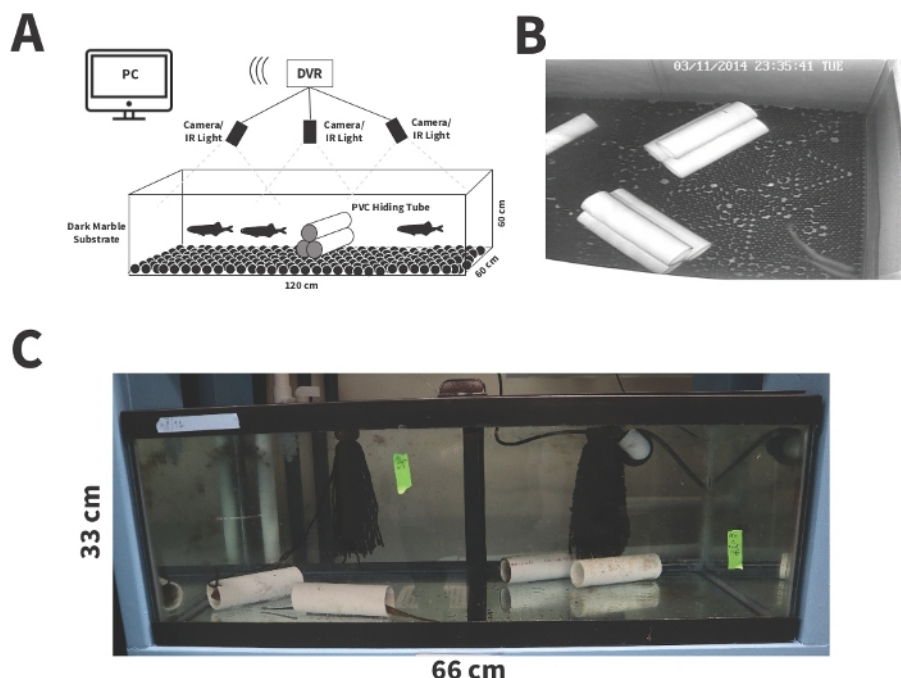 A
PC
DVR
Camera/
IR Light
Camera/
IR Light
Camera/
IR Light
Dark Marble
Substrate
PVC Hiding Tube
60 cm
60 cm
120 cm
B
03/11/2014 23:35:41 TUE
C
33 cm
66 cm